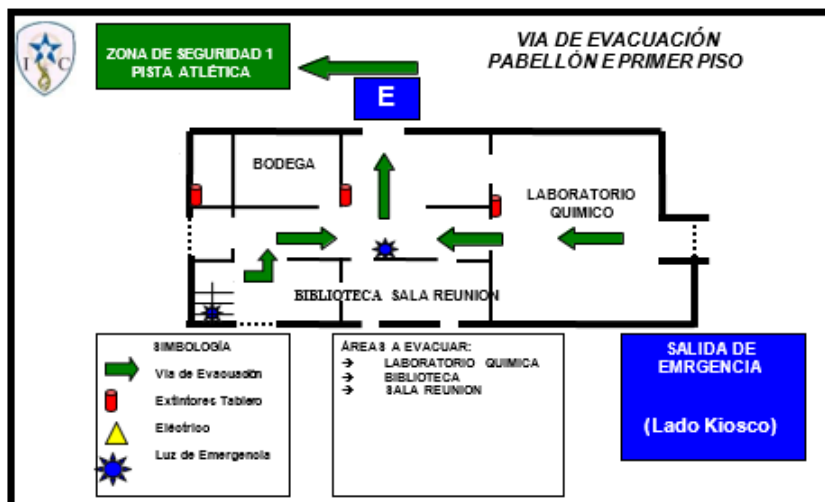 I C
ZONA DE SEGURIDAD 1
PISTA ATLÉTICA
VIA DE EVACUACIÓN
PABELLÓN E PRIMER PISO
E
BODEGA
LABORATORIO
QUIMICO
BIBLIOTECA SALA REUNION
SIMBOLOGÍA
Via de Evacuación
Extintores Tablero
Eléctrico
Luz de Emergencia
ÁREAS A EVACUAR:
→ LABORATORIO QUIMICA
→ BIBLIOTECA
→ SALA REUNION
SALIDA DE
EMRGENCIA
(Lado Kiosco)